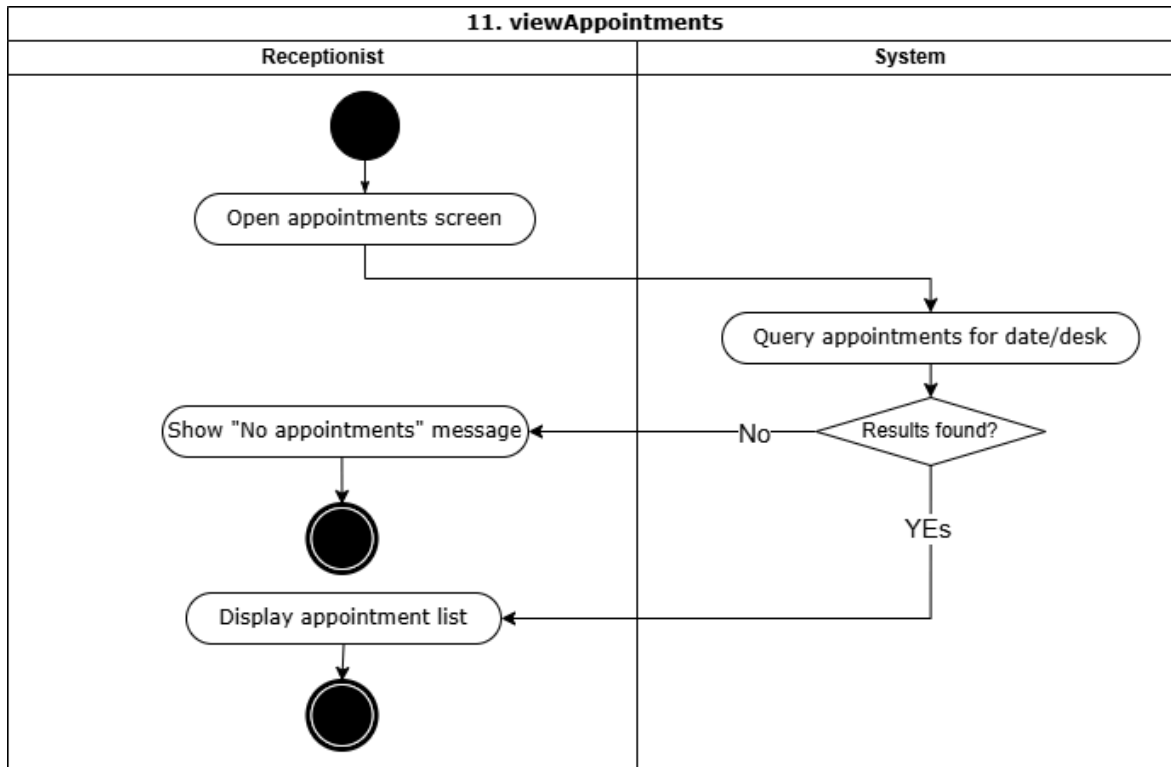 11. viewAppointments
Receptionist
System
Open appointments screen
Query appointments for date/desk
Show "No appointments" message
No
Results found?
YEs
Display appointment list